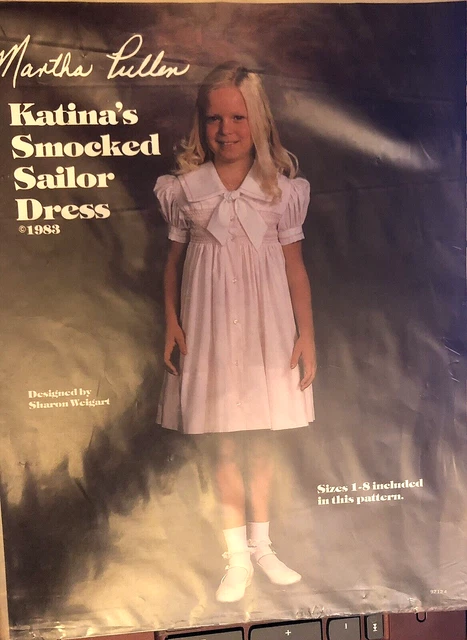 Martha Pullen
Katina's
Smocked
Sailor
Dress
©1983
Designed by
Sharon Weigart
Sizes 1-8 included
in this pattern.